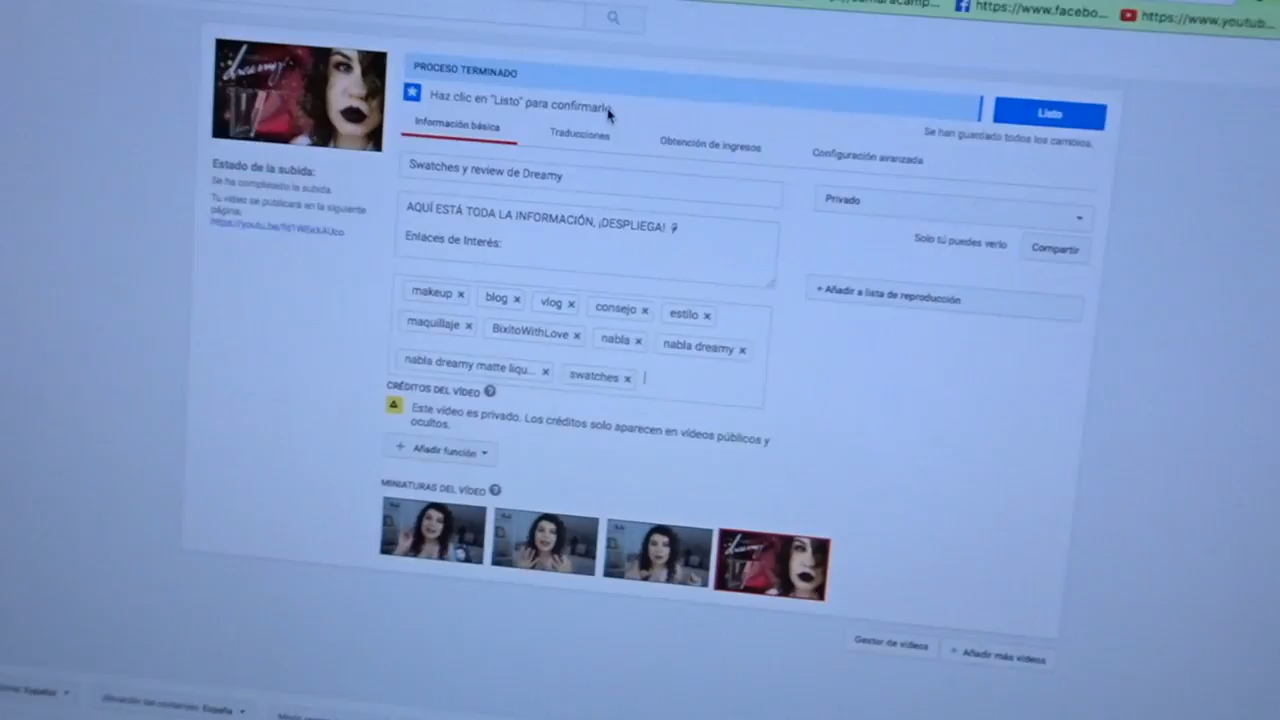 https://www.facebo...
https://www.youtub...
dreamy
PROCESO TERMINADO
Haz clic en "Listo" para confirmarlo.
Listo
Se han guardado todos los cambios.
Información básica
Traducciones
Obtención de ingresos
Configuración avanzada
Estado de la subida:
Se ha completado la subida.
Tu vídeo se publicará en la siguiente
página:
Swatches y review de Dreamy
Privado
AQUÍ ESTÁ TODA LA INFORMACIÓN, ¡DESPLIEGA!
Enlaces de Interés:
Solo tú puedes verlo
Compartir
+ Añadir a lista de reproducción
makeup × blog × vlog × consejo × estilo ×
maquillaje × BixitoWithLove × nabla × nabla dreamy ×
nabla dreamy matte liqu... × swatches ×
CRÉDITOS DEL VÍDEO ?
Este vídeo es privado. Los créditos solo aparecen en vídeos públicos y
ocultos.
+ Añadir función
MINIATURAS DEL VÍDEO ?
dreamy
Gestor de vídeos
+ Añadir más vídeos
España